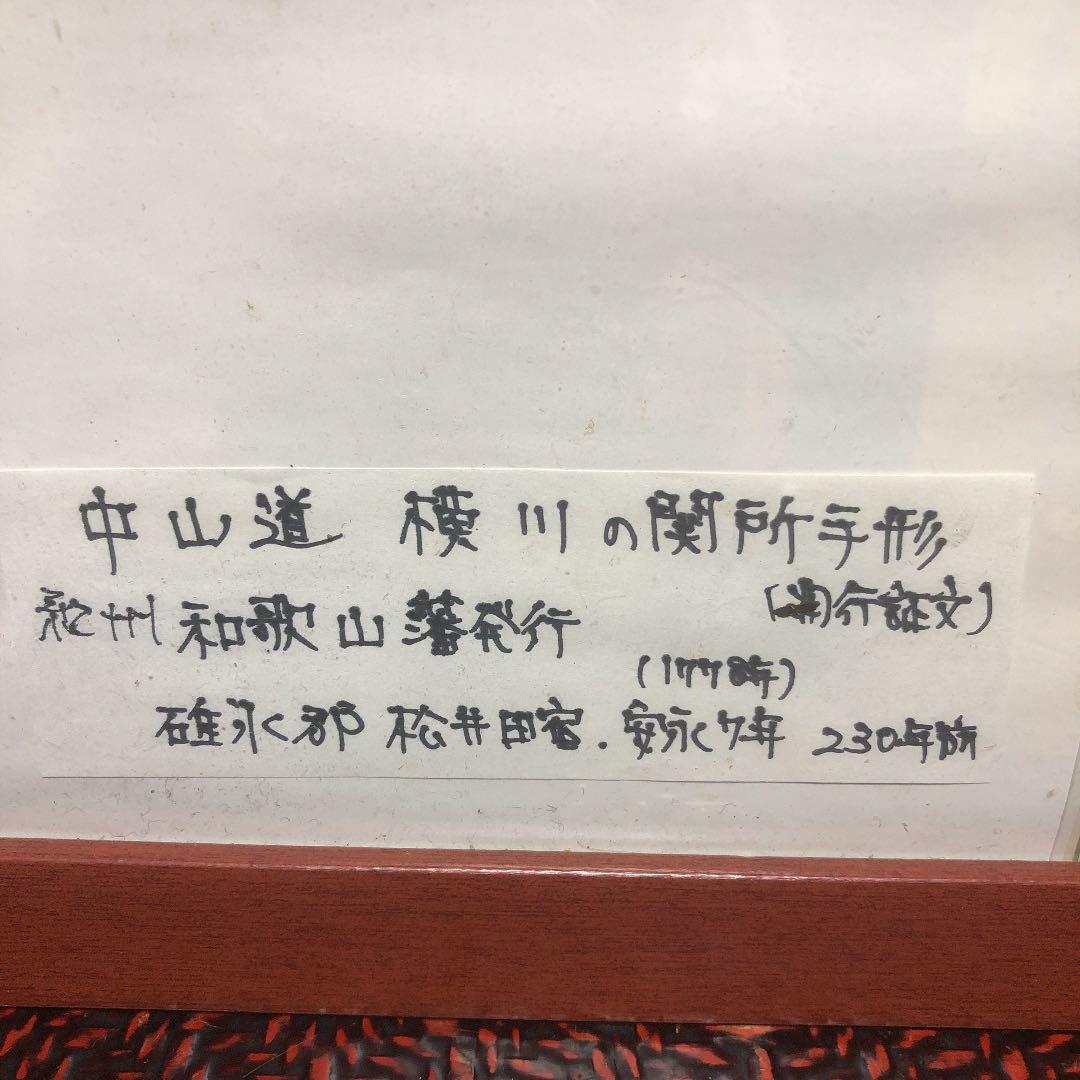 中山道 横川の関所手形
(通行証文)
紀州 和歌山藩発行
(1778年)
碓氷郡 松井田宿.安永7年 230年前